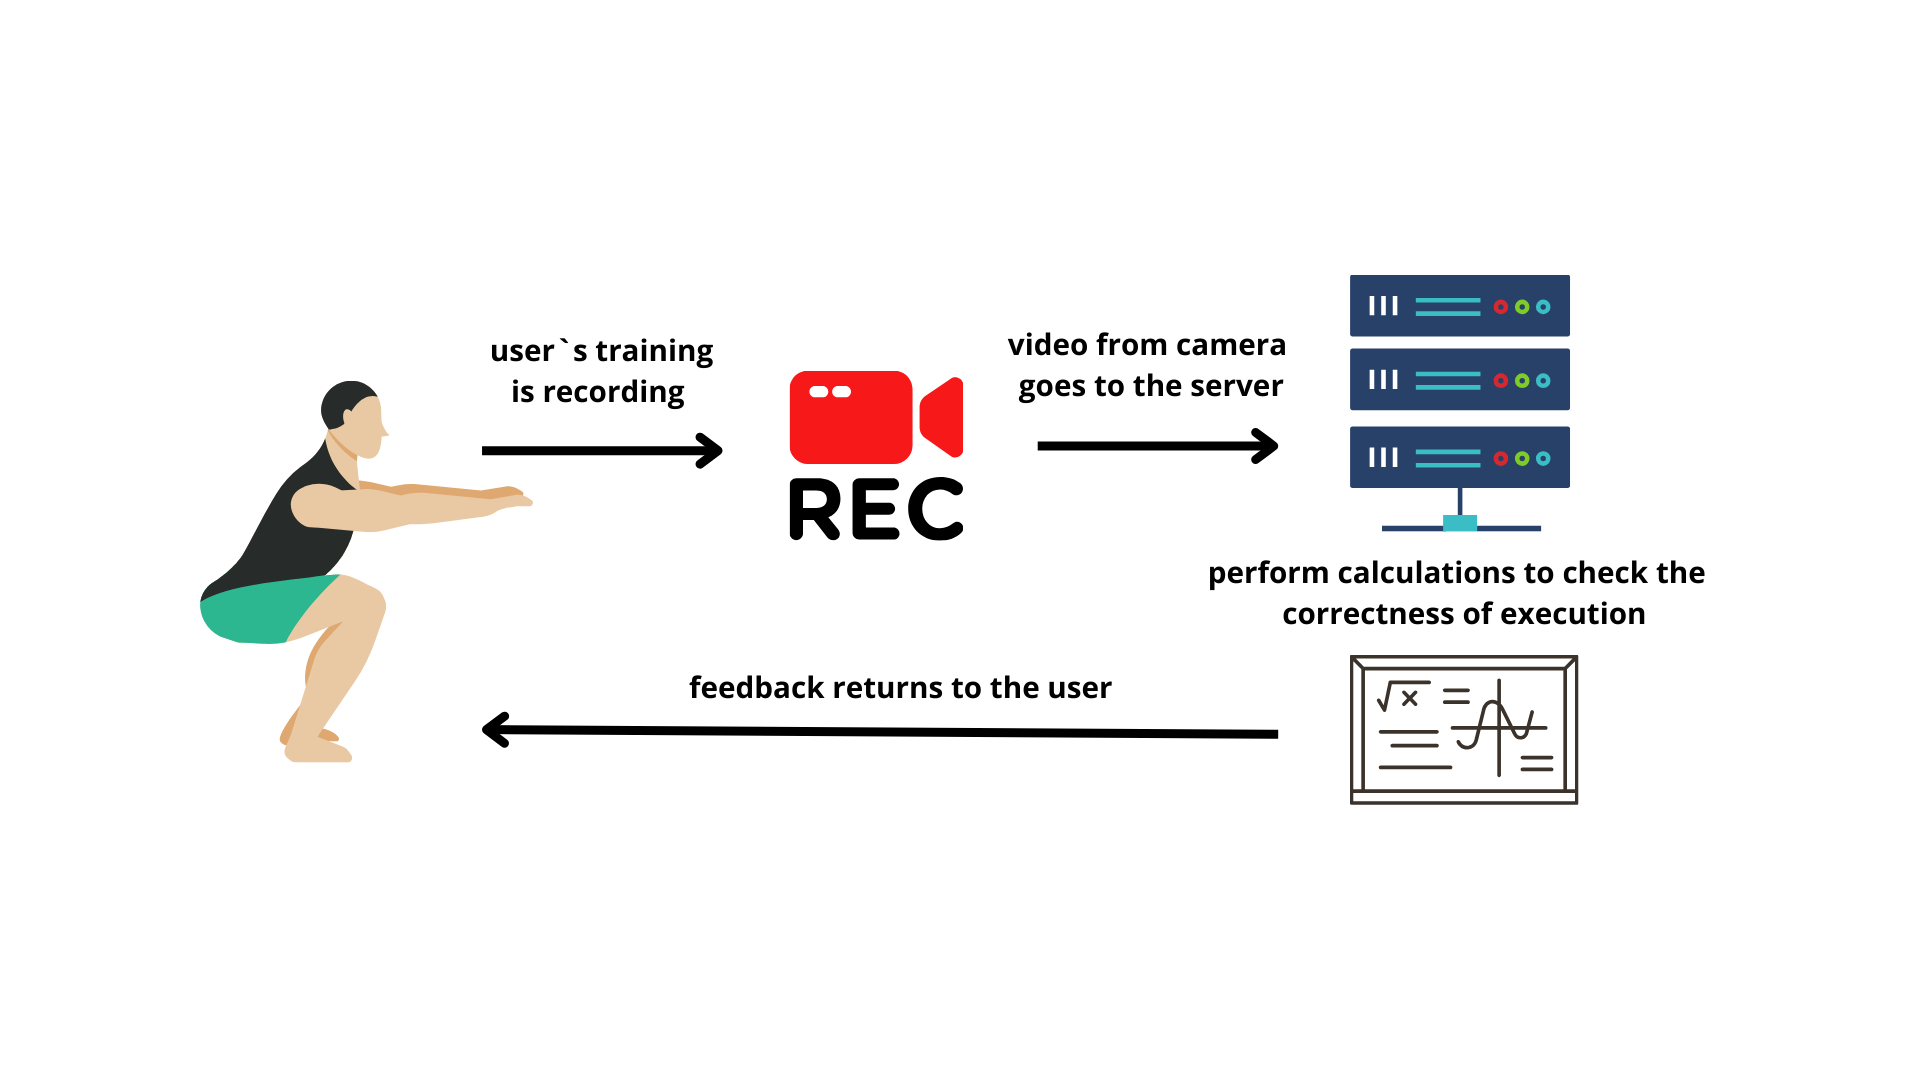 user`s training
is recording
video from camera
goes to the server
REC
perform calculations to check the
correctness of execution
feedback returns to the user
√x =